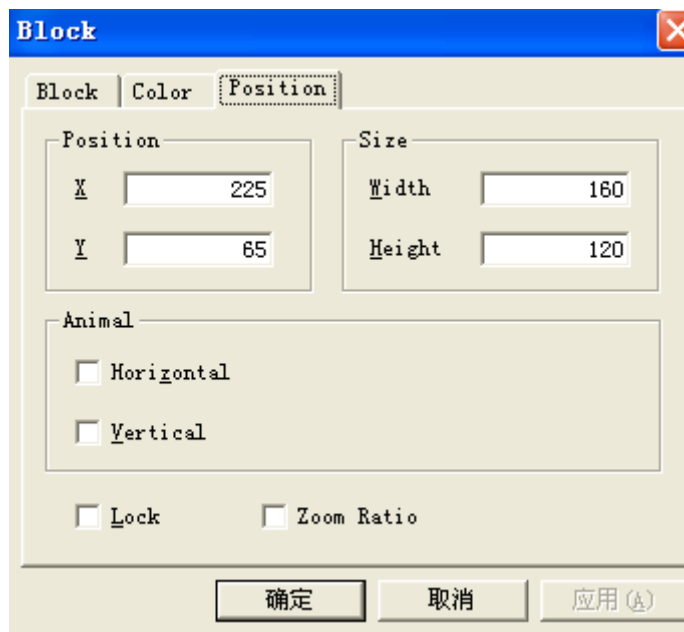 Block
Block Color Position
Position Size
X 225 Width 160
Y 65 Height 120
Animal
Horizontal
Vertical
Lock Zoom Ratio
确定 取消 应用(A)